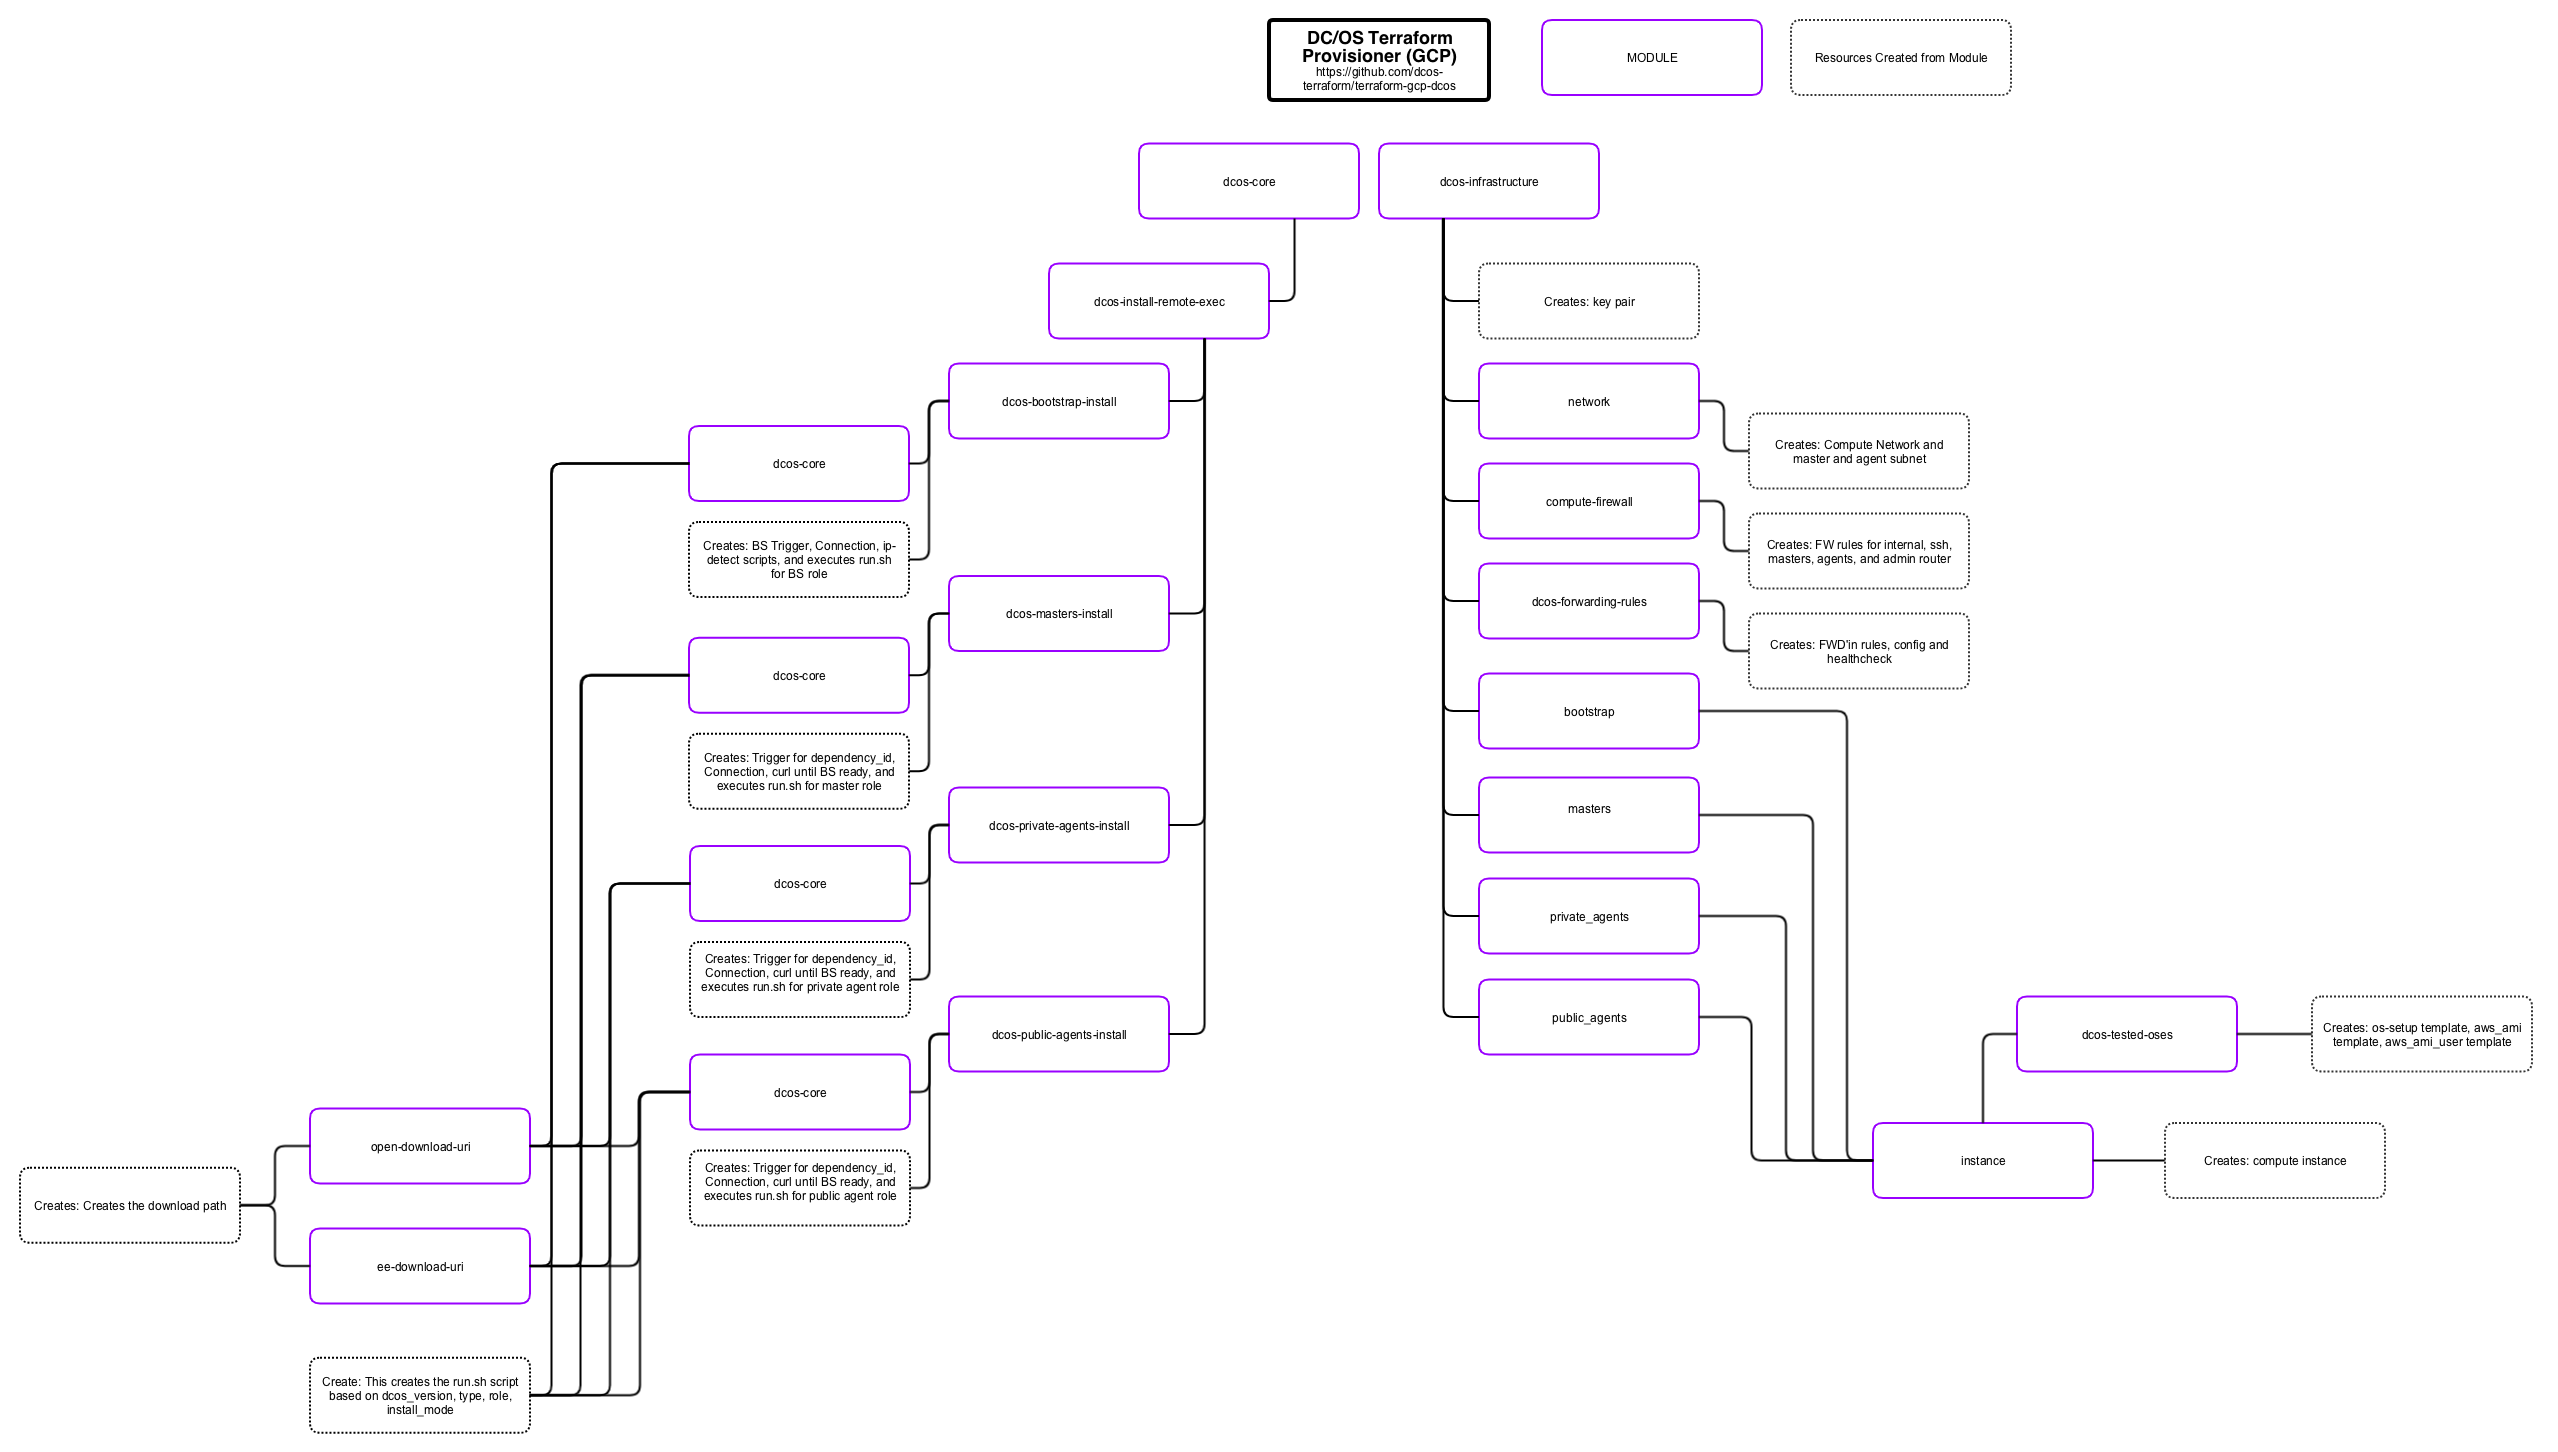 DC/OS Terraform
Provisioner (GCP)
https://github.com/dcos-
terraform/terraform-gcp-dcos
MODULE
Resources Created from Module
dcos-core
dcos-infrastructure
dcos-install-remote-exec
Creates: key pair
dcos-bootstrap-install
network
dcos-core
Creates: Compute Network and
master and agent subnet
compute-firewall
Creates: BS Trigger, Connection, ip-
detect scripts, and executes run.sh
for BS role
Creates: FW rules for internal, ssh,
masters, agents, and admin router
dcos-masters-install
dcos-forwarding-rules
dcos-core
Creates: FWD'in rules, config and
healthcheck
bootstrap
Creates: Trigger for dependency_id,
Connection, curl until BS ready, and
executes run.sh for master role
masters
dcos-private-agents-install
dcos-core
private_agents
Creates: Trigger for dependency_id,
Connection, curl until BS ready, and
executes run.sh for private agent role
dcos-public-agents-install
public_agents
dcos-tested-oses
Creates: os-setup template, aws_ami
template, aws_ami_user template
dcos-core
open-download-uri
instance
Creates: compute instance
Creates: Trigger for dependency_id,
Connection, curl until BS ready, and
executes run.sh for public agent role
Creates: Creates the download path
ee-download-uri
Create: This creates the run.sh script
based on dcos_version, type, role,
install_mode